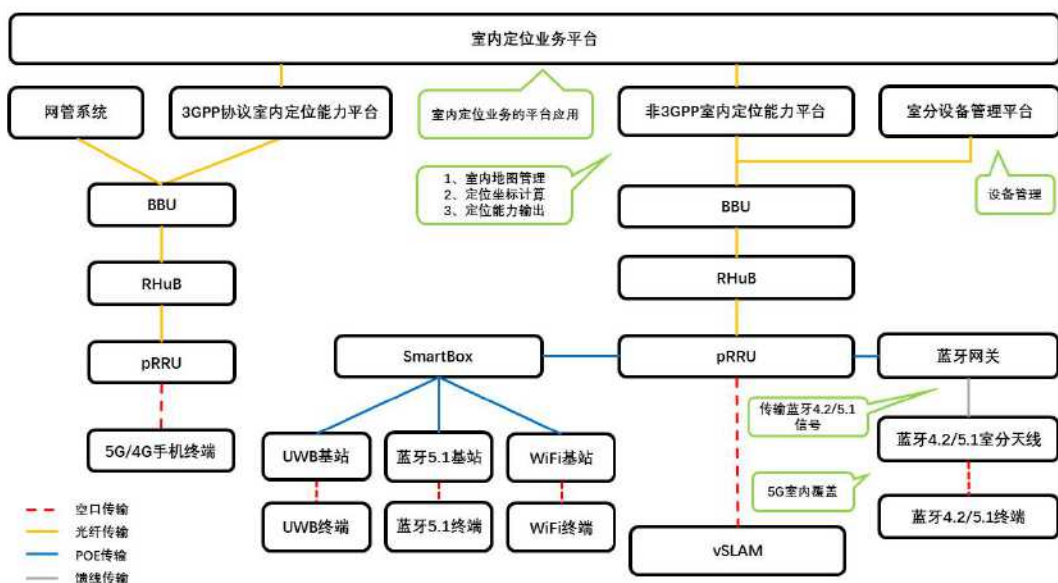 室内定位业务平台
网管系统
3GPP协议室内定位能力平台
室内定位业务的平台应用
非3GPP室内定位能力平台
室分设备管理平台
1、室内地图管理
2、定位坐标计算
3、定位能力输出
设备管理
BBU
BBU
RHuB
RHuB
pRRU
SmartBox
pRRU
蓝牙网关
传输蓝牙4.2/5.1
信号
5G/4G手机终端
UWB基站
蓝牙5.1基站
WiFi基站
蓝牙4.2/5.1室分天线
5G室内覆盖
UWB终端
蓝牙5.1终端
WiFi终端
vSLAM
蓝牙4.2/5.1终端
空口传输
光纤传输
POE传输
馈线传输